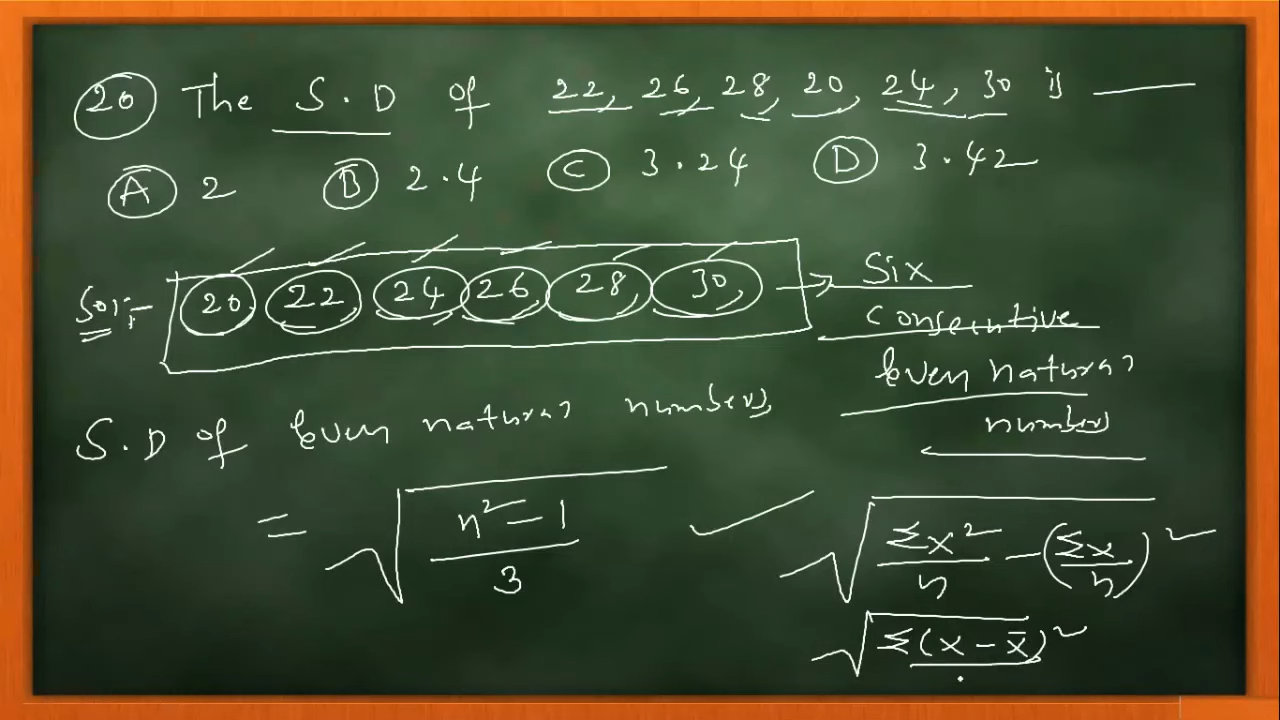 20 The S.D of 22, 26, 28, 20, 24, 30 is ____
A 2 B 2.4 C 3.24 D 3.42
Sol:- 20, 22, 24, 26, 28, 30, → Six
consecutive
Even natural
numbers
S.D of Even natural numbers
= √((n² - 1)/3) ✓
√(Σx²/n - (Σx/n)²)
√(Σ(x - x̄)²